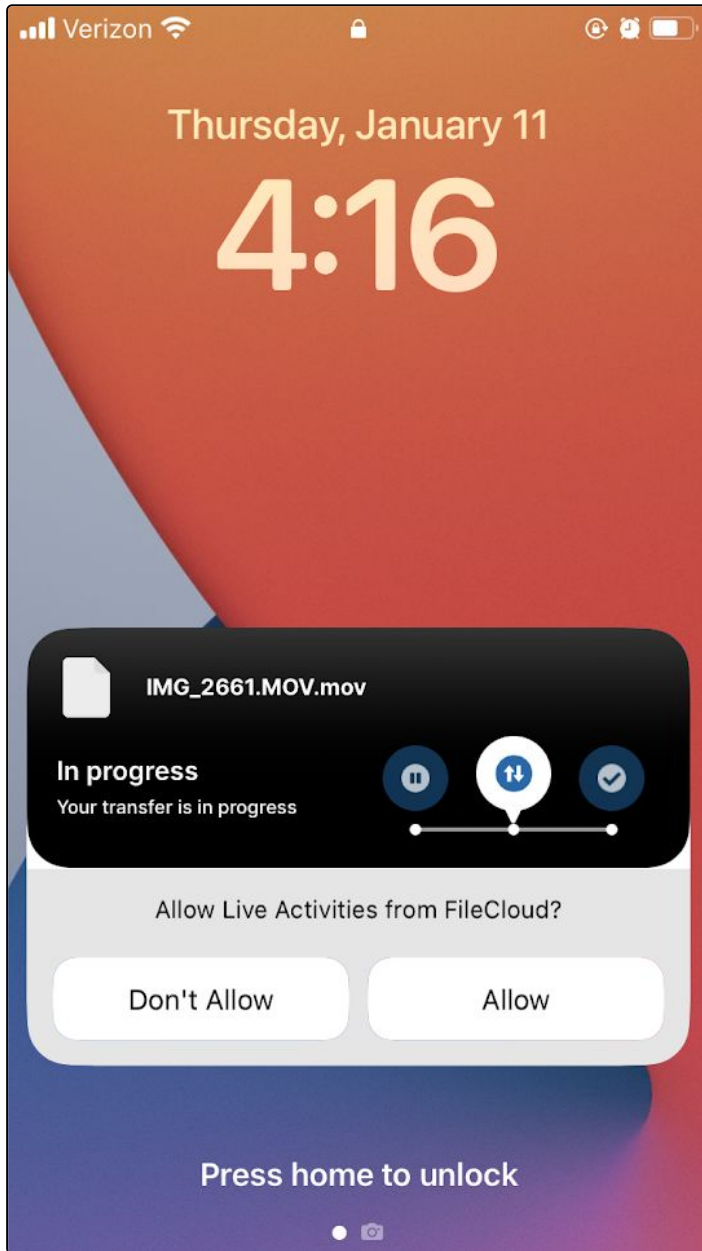 Verizon
Thursday, January 11
4:16
IMG_2661.MOV.mov
In progress
Your transfer is in progress
Allow Live Activities from FileCloud?
Don't Allow
Allow
Press home to unlock